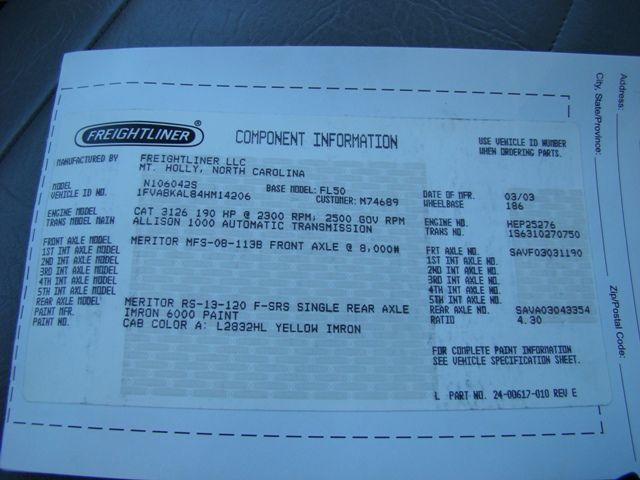 FREIGHTLINER ®
COMPONENT INFORMATION
USE VEHICLE ID NUMBER
WHEN ORDERING PARTS.
MANUFACTURED BY FREIGHTLINER LLC
MT. HOLLY, NORTH CAROLINA
MODEL N106042S BASE MODEL: FL50 DATE OF MFR. 03/03
VEHICLE ID NO. 1FVABKAL84HM14206 CUSTOMER: M74689 WHEELBASE 186
ENGINE MODEL CAT 3126 190 HP @ 2300 RPM, 2500 GOV RPM ENGINE NO. HEP25276
TRANS MODEL MAIN ALLISON 1000 AUTOMATIC TRANSMISSION TRANS NO. 1S6310270750
FRONT AXLE MODEL MERITOR MFS-08-113B FRONT AXLE @ 8,000# FRT AXLE NO. SAVF03031190
1ST INT AXLE MODEL 1ST INT AXLE NO.
2ND INT AXLE MODEL 2ND INT AXLE NO.
3RD INT AXLE MODEL 3RD INT AXLE NO.
4TH INT AXLE MODEL 4TH INT AXLE NO.
5TH INT AXLE MODEL 5TH INT AXLE NO.
REAR AXLE MODEL MERITOR RS-13-120 F-SRS SINGLE REAR AXLE REAR AXLE NO. SAVA03043354
PAINT MFR. IMRON 6000 PAINT RATIO 4.30
PAINT NO. CAB COLOR A: L2832HL YELLOW IMRON
FOR COMPLETE PAINT INFORMATION
SEE VEHICLE SPECIFICATION SHEET.
L PART NO. 24-00617-010 REV E
Address:
City, State/Province:
Zip/Postal Code: